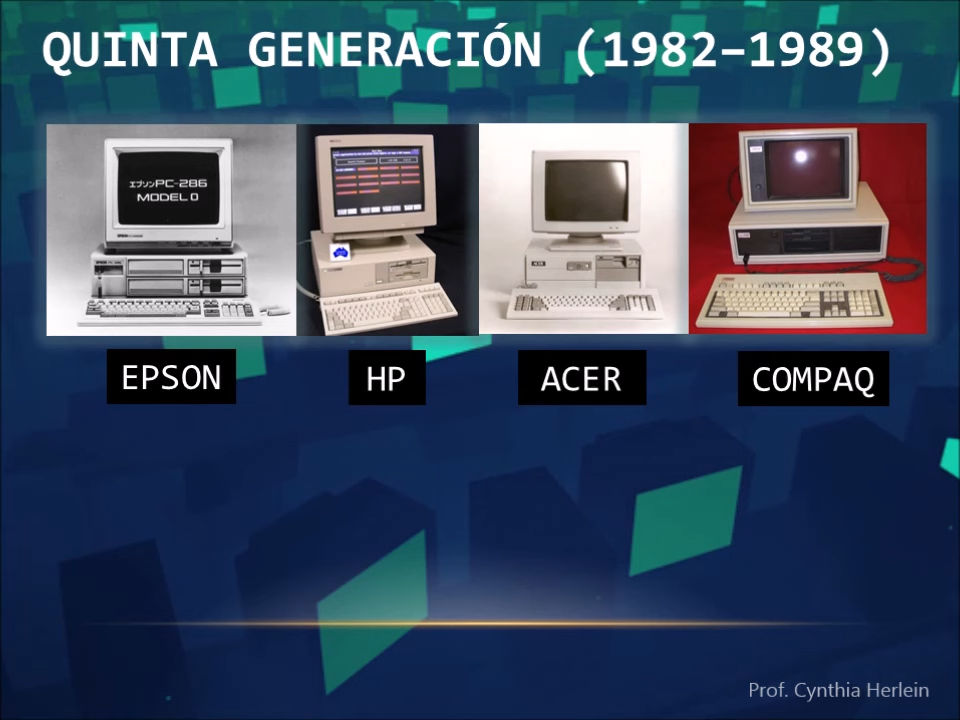 QUINTA GENERACIÓN (1982–1989)
エプソンPC-286
MODEL 0
EPSON
HP
ACER
COMPAQ
Prof. Cynthia Herlein